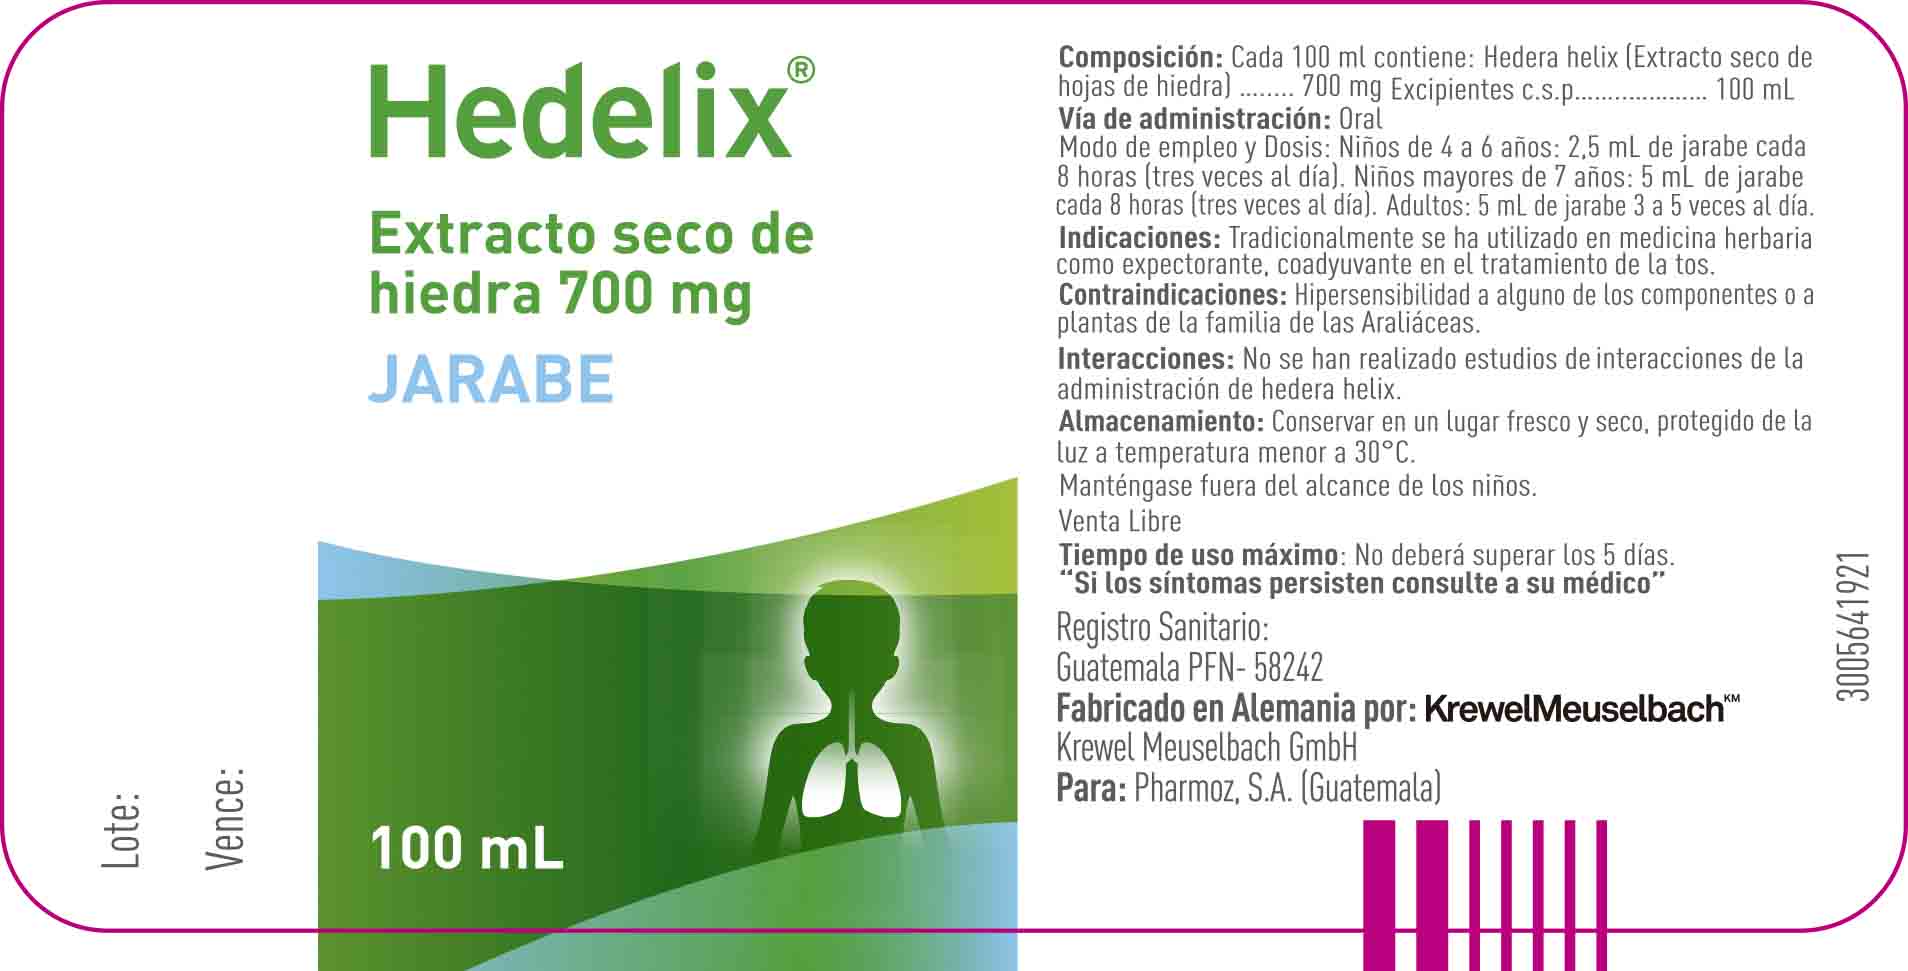 Hedelix®
Extracto seco de
hiedra 700 mg
JARABE
100 mL
Lote:
Vence:
Composición: Cada 100 ml contiene: Hedera helix (Extracto seco de
hojas de hiedra) ........ 700 mg Excipientes c.s.p.................... 100 mL
Vía de administración: Oral
Modo de empleo y Dosis: Niños de 4 a 6 años: 2,5 mL de jarabe cada
8 horas (tres veces al día). Niños mayores de 7 años: 5 mL de jarabe
cada 8 horas (tres veces al día). Adultos: 5 mL de jarabe 3 a 5 veces al día.
Indicaciones: Tradicionalmente se ha utilizado en medicina herbaria
como expectorante, coadyuvante en el tratamiento de la tos.
Contraindicaciones: Hipersensibilidad a alguno de los componentes o a
plantas de la familia de las Araliáceas.
Interacciones: No se han realizado estudios de interacciones de la
administración de hedera helix.
Almacenamiento: Conservar en un lugar fresco y seco, protegido de la
luz a temperatura menor a 30°C.
Manténgase fuera del alcance de los niños.
Venta Libre
Tiempo de uso máximo: No deberá superar los 5 días.
“Si los síntomas persisten consulte a su médico”
Registro Sanitario:
Guatemala PFN- 58242
Fabricado en Alemania por: KrewelMeuselbach KM
Krewel Meuselbach GmbH
Para: Pharmoz, S.A. (Guatemala)
3005641921